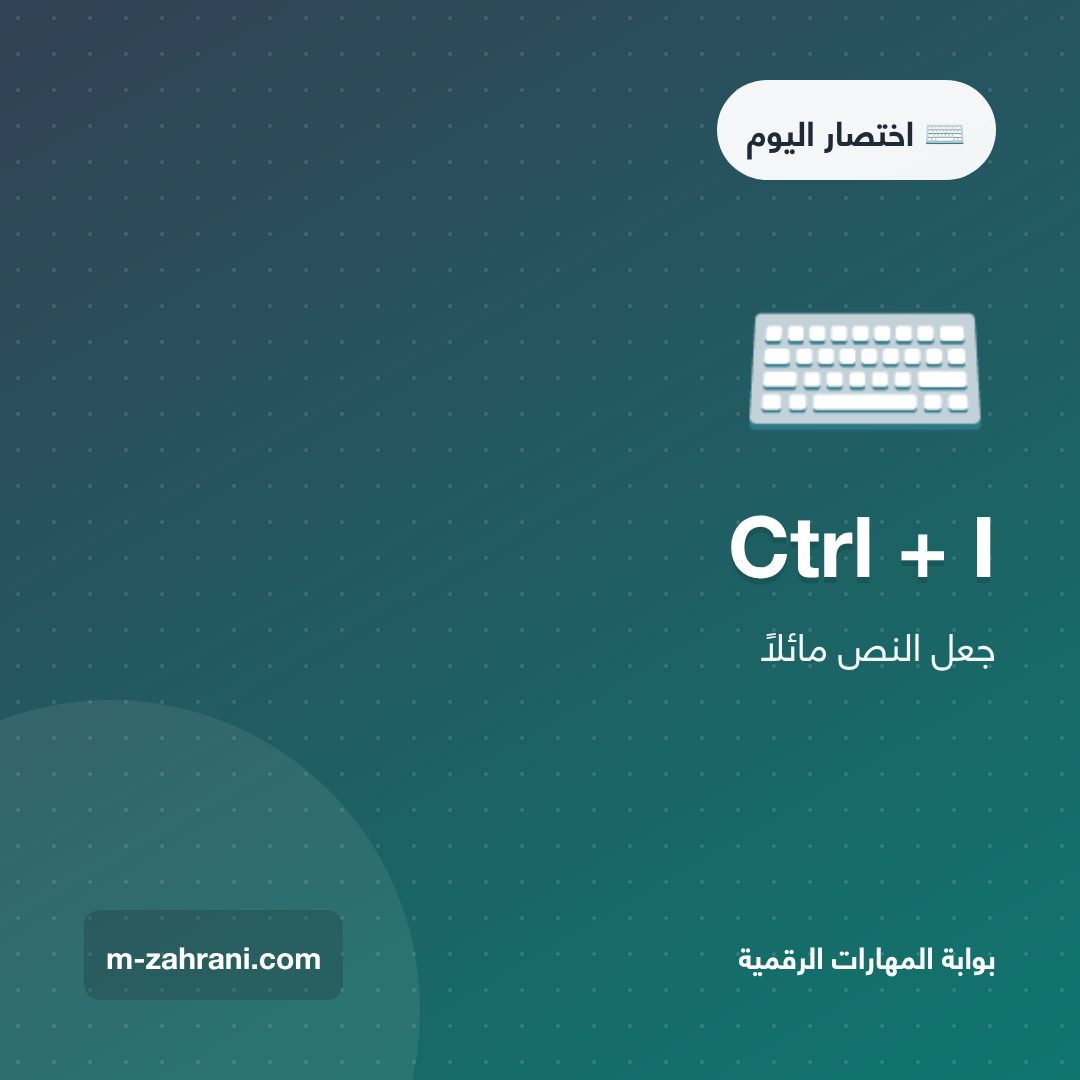 اختصار اليوم
Ctrl + I
جعل النص مائلاً
بوابة المهارات الرقمية
m-zahrani.com